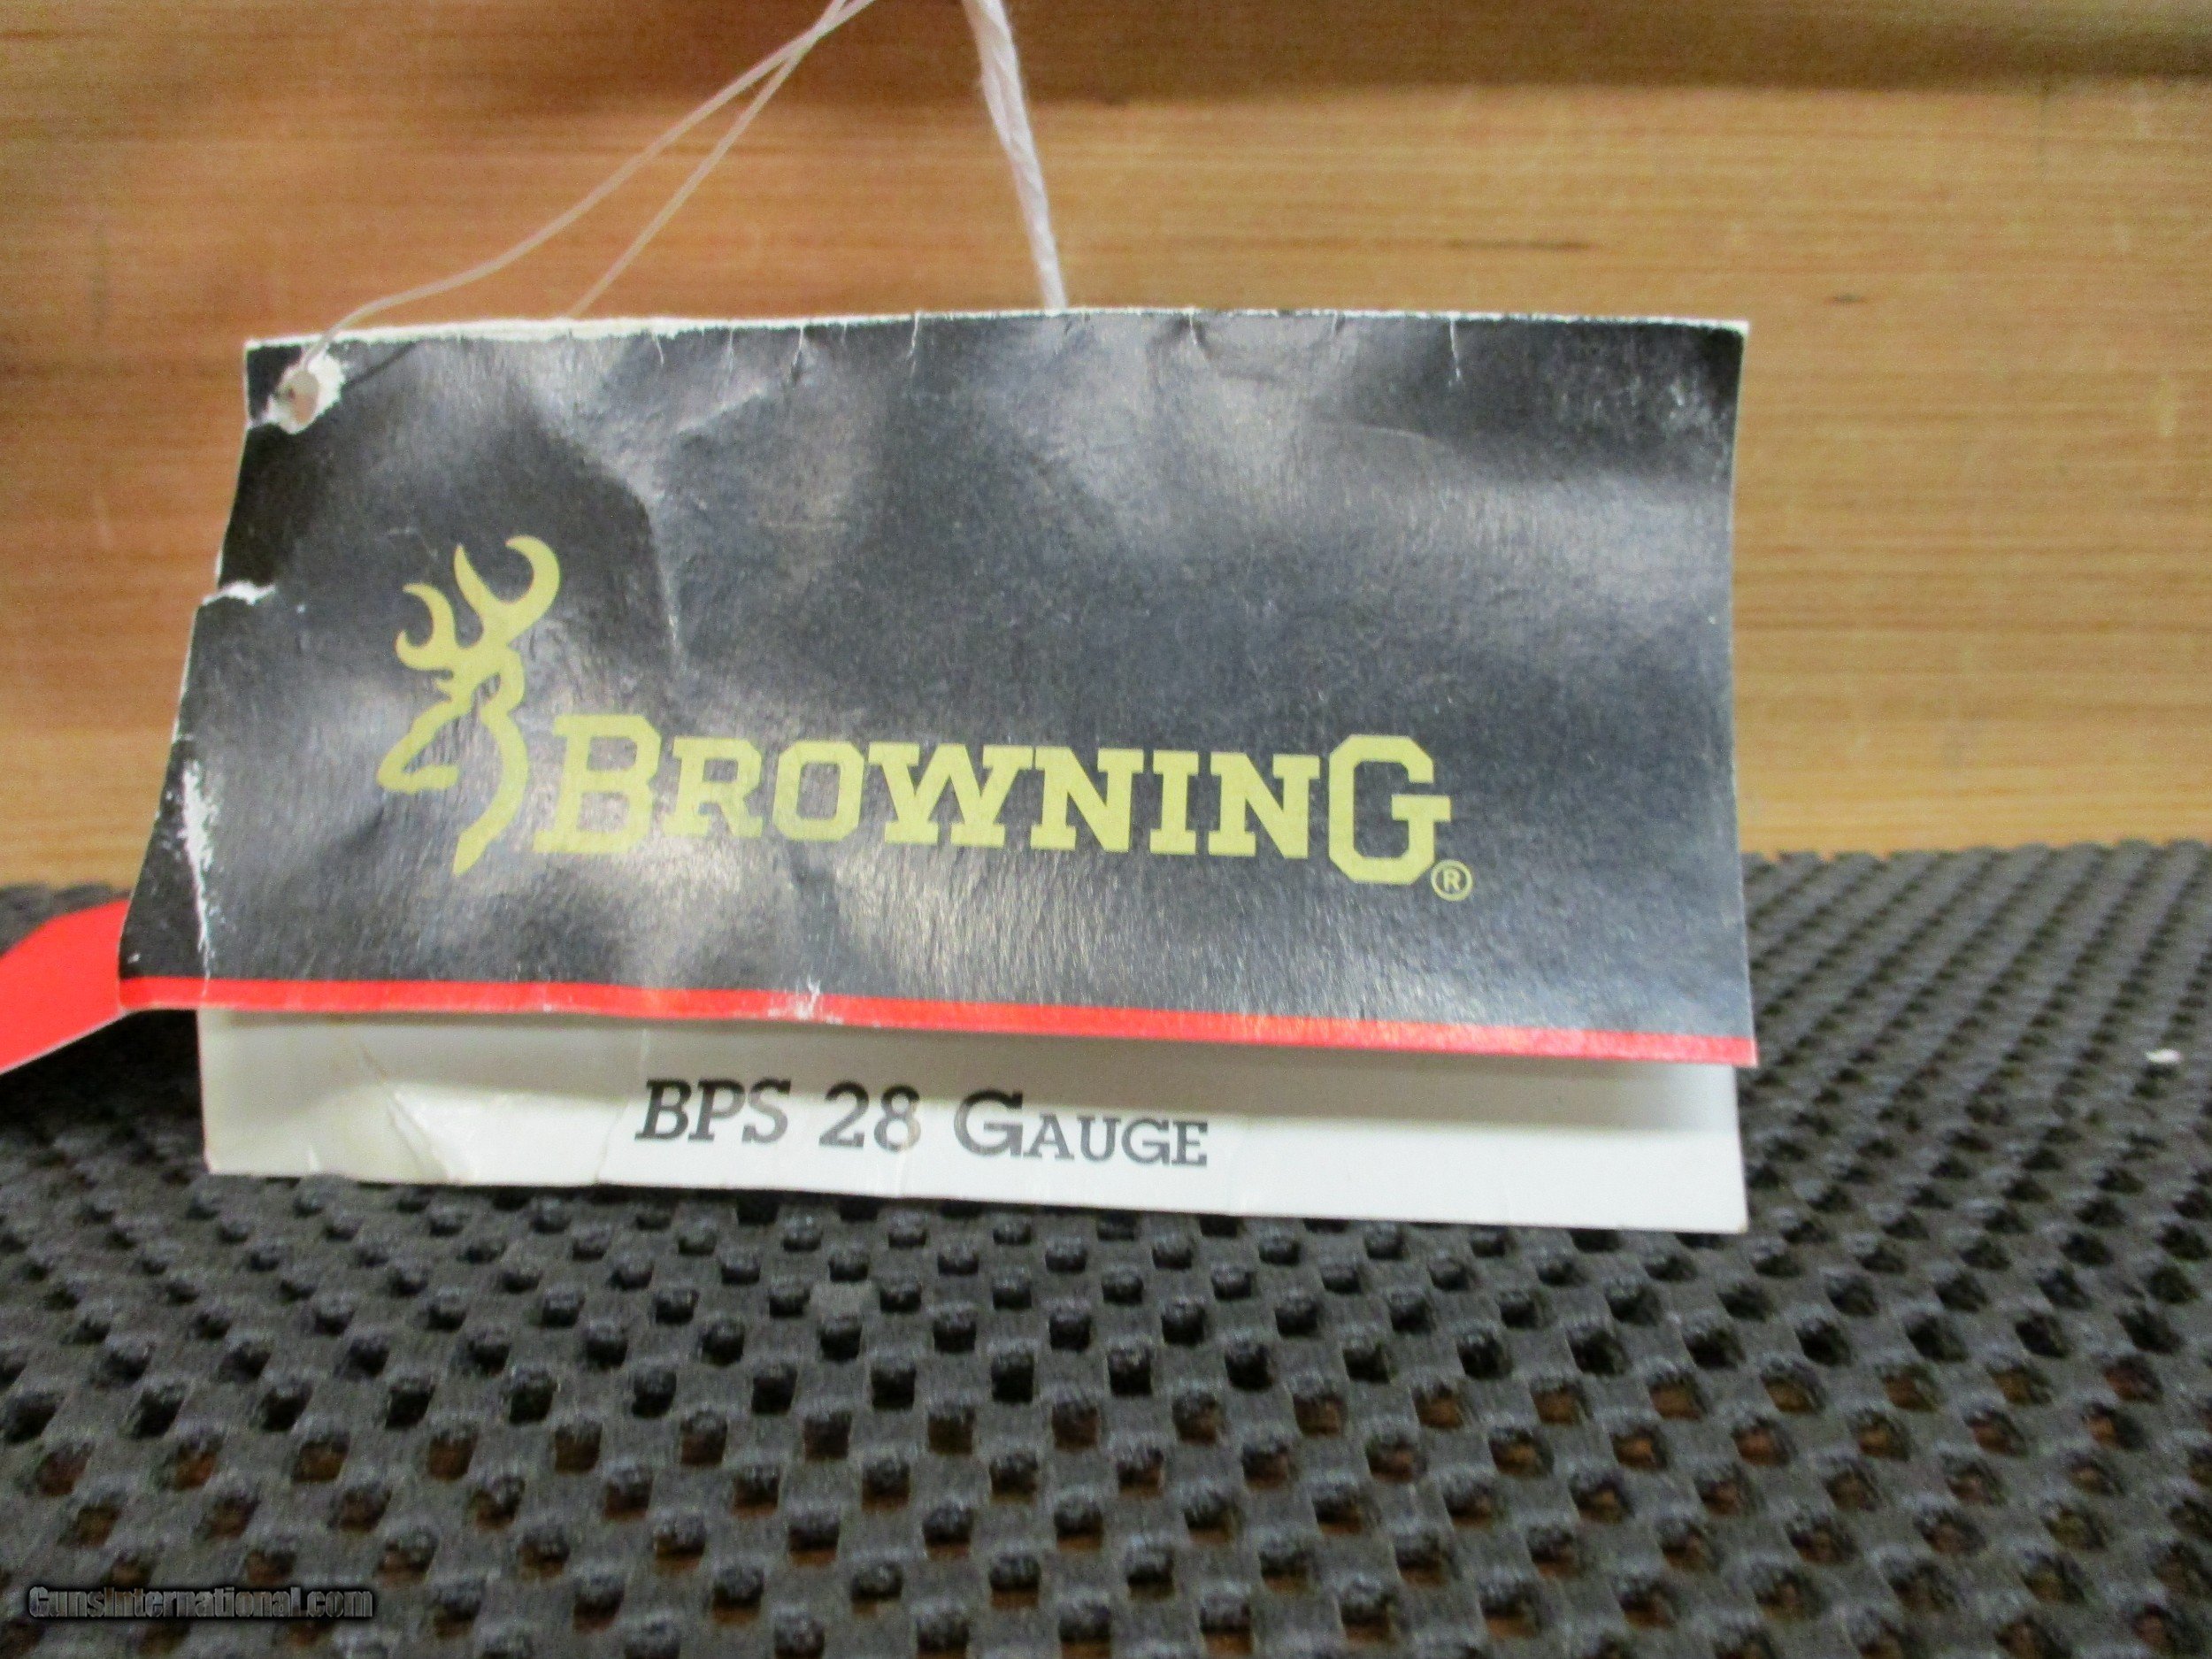 BROWNING®
BPS 28 GAUGE
GunsInternational.com